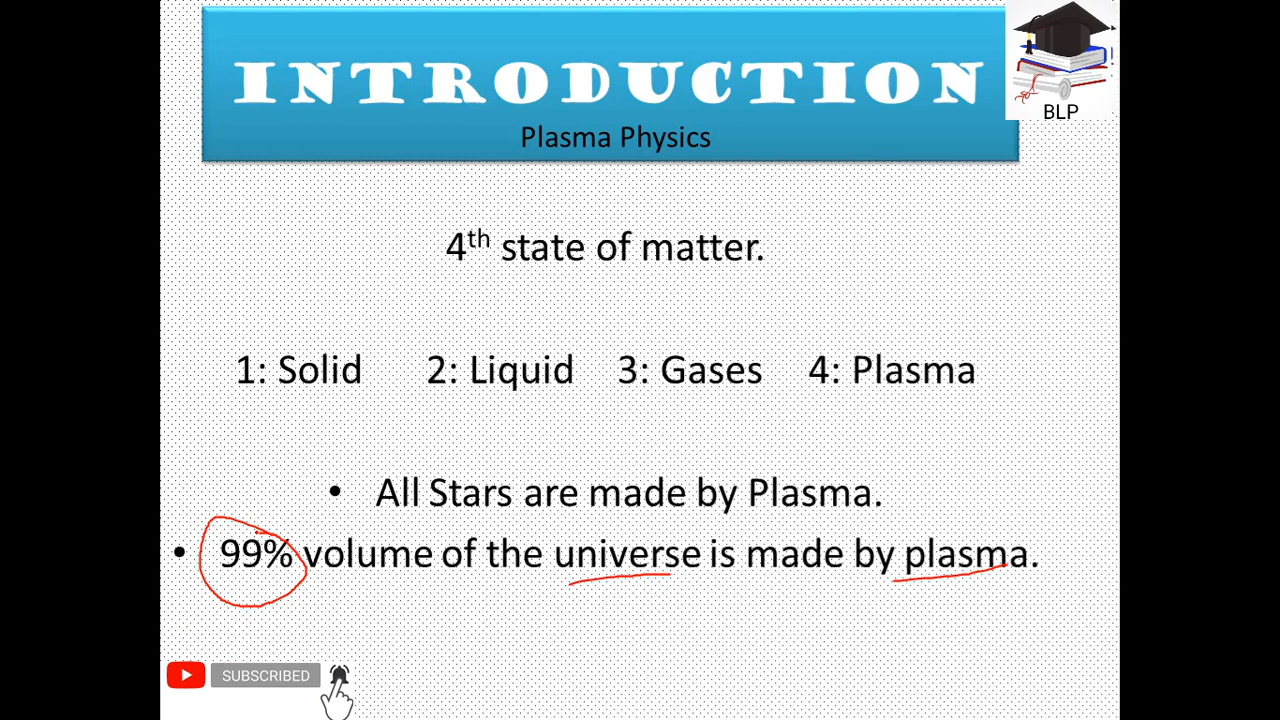 INTRODUCTION
BLP
Plasma Physics
4th state of matter.
1: Solid 2: Liquid 3: Gases 4: Plasma
• All Stars are made by Plasma.
• 99% volume of the universe is made by plasma.
SUBSCRIBED